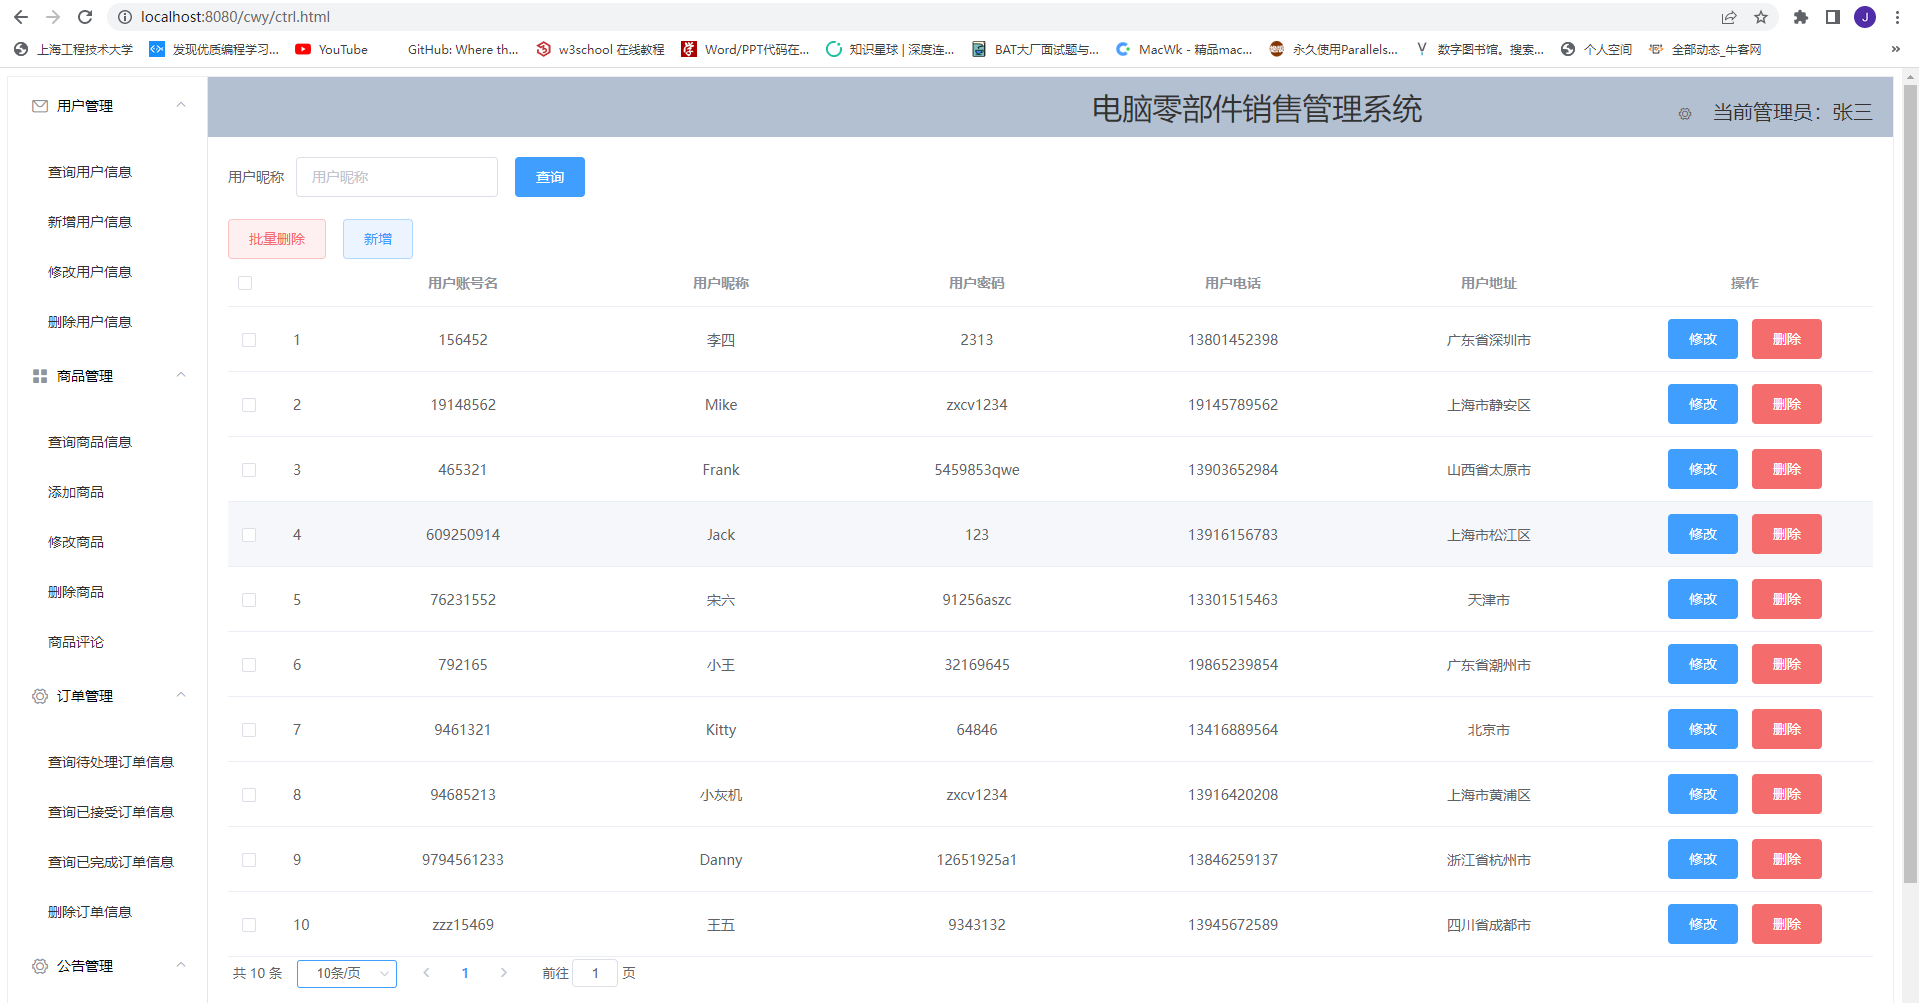 localhost:8080/cwy/ctrl.html
J
上海工程技术大学 发现优质编程学习... YouTube GitHub: Where th... w3school 在线教程 Word/PPT代码在... 知识星球 | 深度连... BAT大厂面试题与... MacWk - 精品mac... 永久使用Parallels... 数字图书馆。搜索... 个人空间 全部动态_牛客网 »
用户管理
查询用户信息
新增用户信息
修改用户信息
删除用户信息
商品管理
查询商品信息
添加商品
修改商品
删除商品
商品评论
订单管理
查询待处理订单信息
查询已接受订单信息
查询已完成订单信息
删除订单信息
公告管理
电脑零部件销售管理系统
当前管理员：张三
用户昵称 用户昵称 查询
批量删除 新增
用户账号名 用户昵称 用户密码 用户电话 用户地址 操作
1 156452 李四 2313 13801452398 广东省深圳市 修改 删除
2 19148562 Mike zxcv1234 19145789562 上海市静安区 修改 删除
3 465321 Frank 5459853qwe 13903652984 山西省太原市 修改 删除
4 609250914 Jack 123 13916156783 上海市松江区 修改 删除
5 76231552 宋六 91256aszc 13301515463 天津市 修改 删除
6 792165 小王 32169645 19865239854 广东省潮州市 修改 删除
7 9461321 Kitty 64846 13416889564 北京市 修改 删除
8 94685213 小灰机 zxcv1234 13916420208 上海市黄浦区 修改 删除
9 9794561233 Danny 12651925a1 13846259137 浙江省杭州市 修改 删除
10 zzz15469 王五 9343132 13945672589 四川省成都市 修改 删除
共 10 条 10条/页 1 前往 1 页